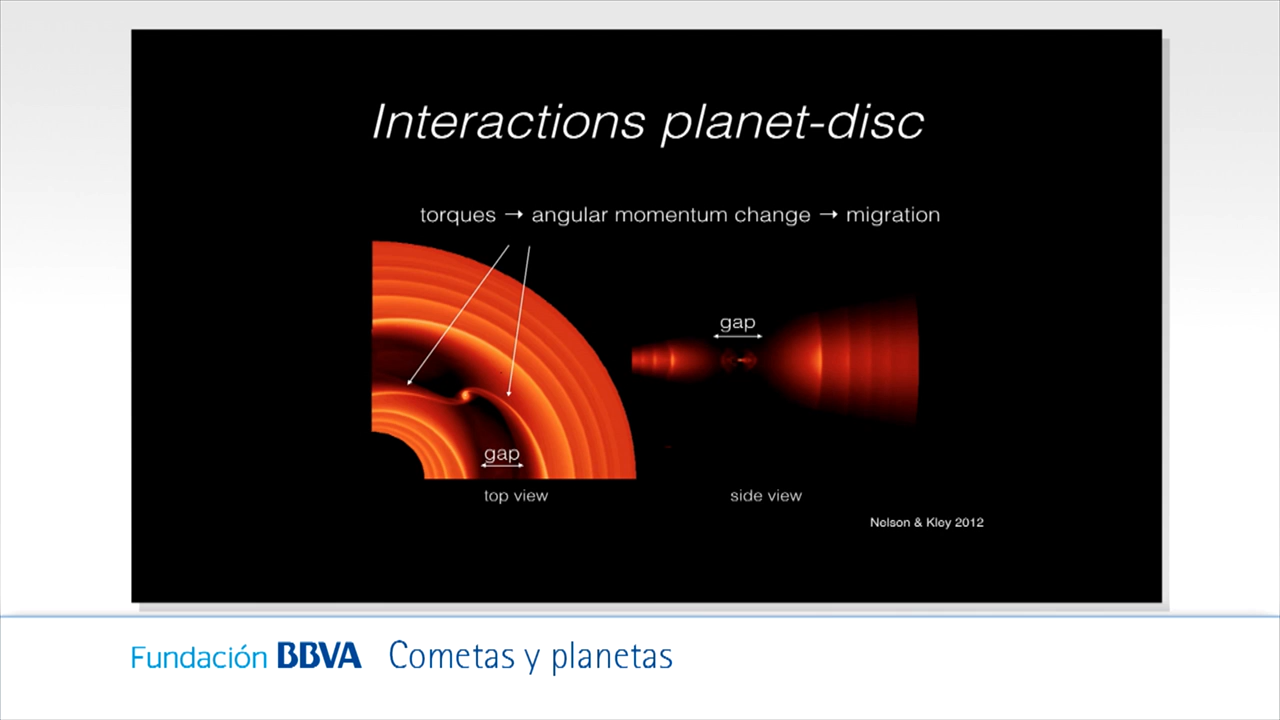 Interactions planet-disc
torques → angular momentum change → migration
gap
gap
top view
side view
Nelson & Kley 2012
Fundación BBVA Cometas y planetas